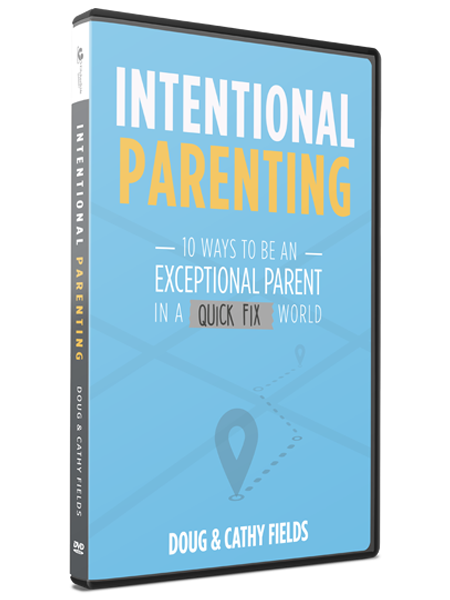 INTENTIONAL
PARENTING
10 WAYS TO BE AN
EXCEPTIONAL PARENT
IN A QUICK FIX WORLD
DOUG & CATHY FIELDS
INTENTIONAL PARENTING
DOUG & CATHY FIELDS
DVD